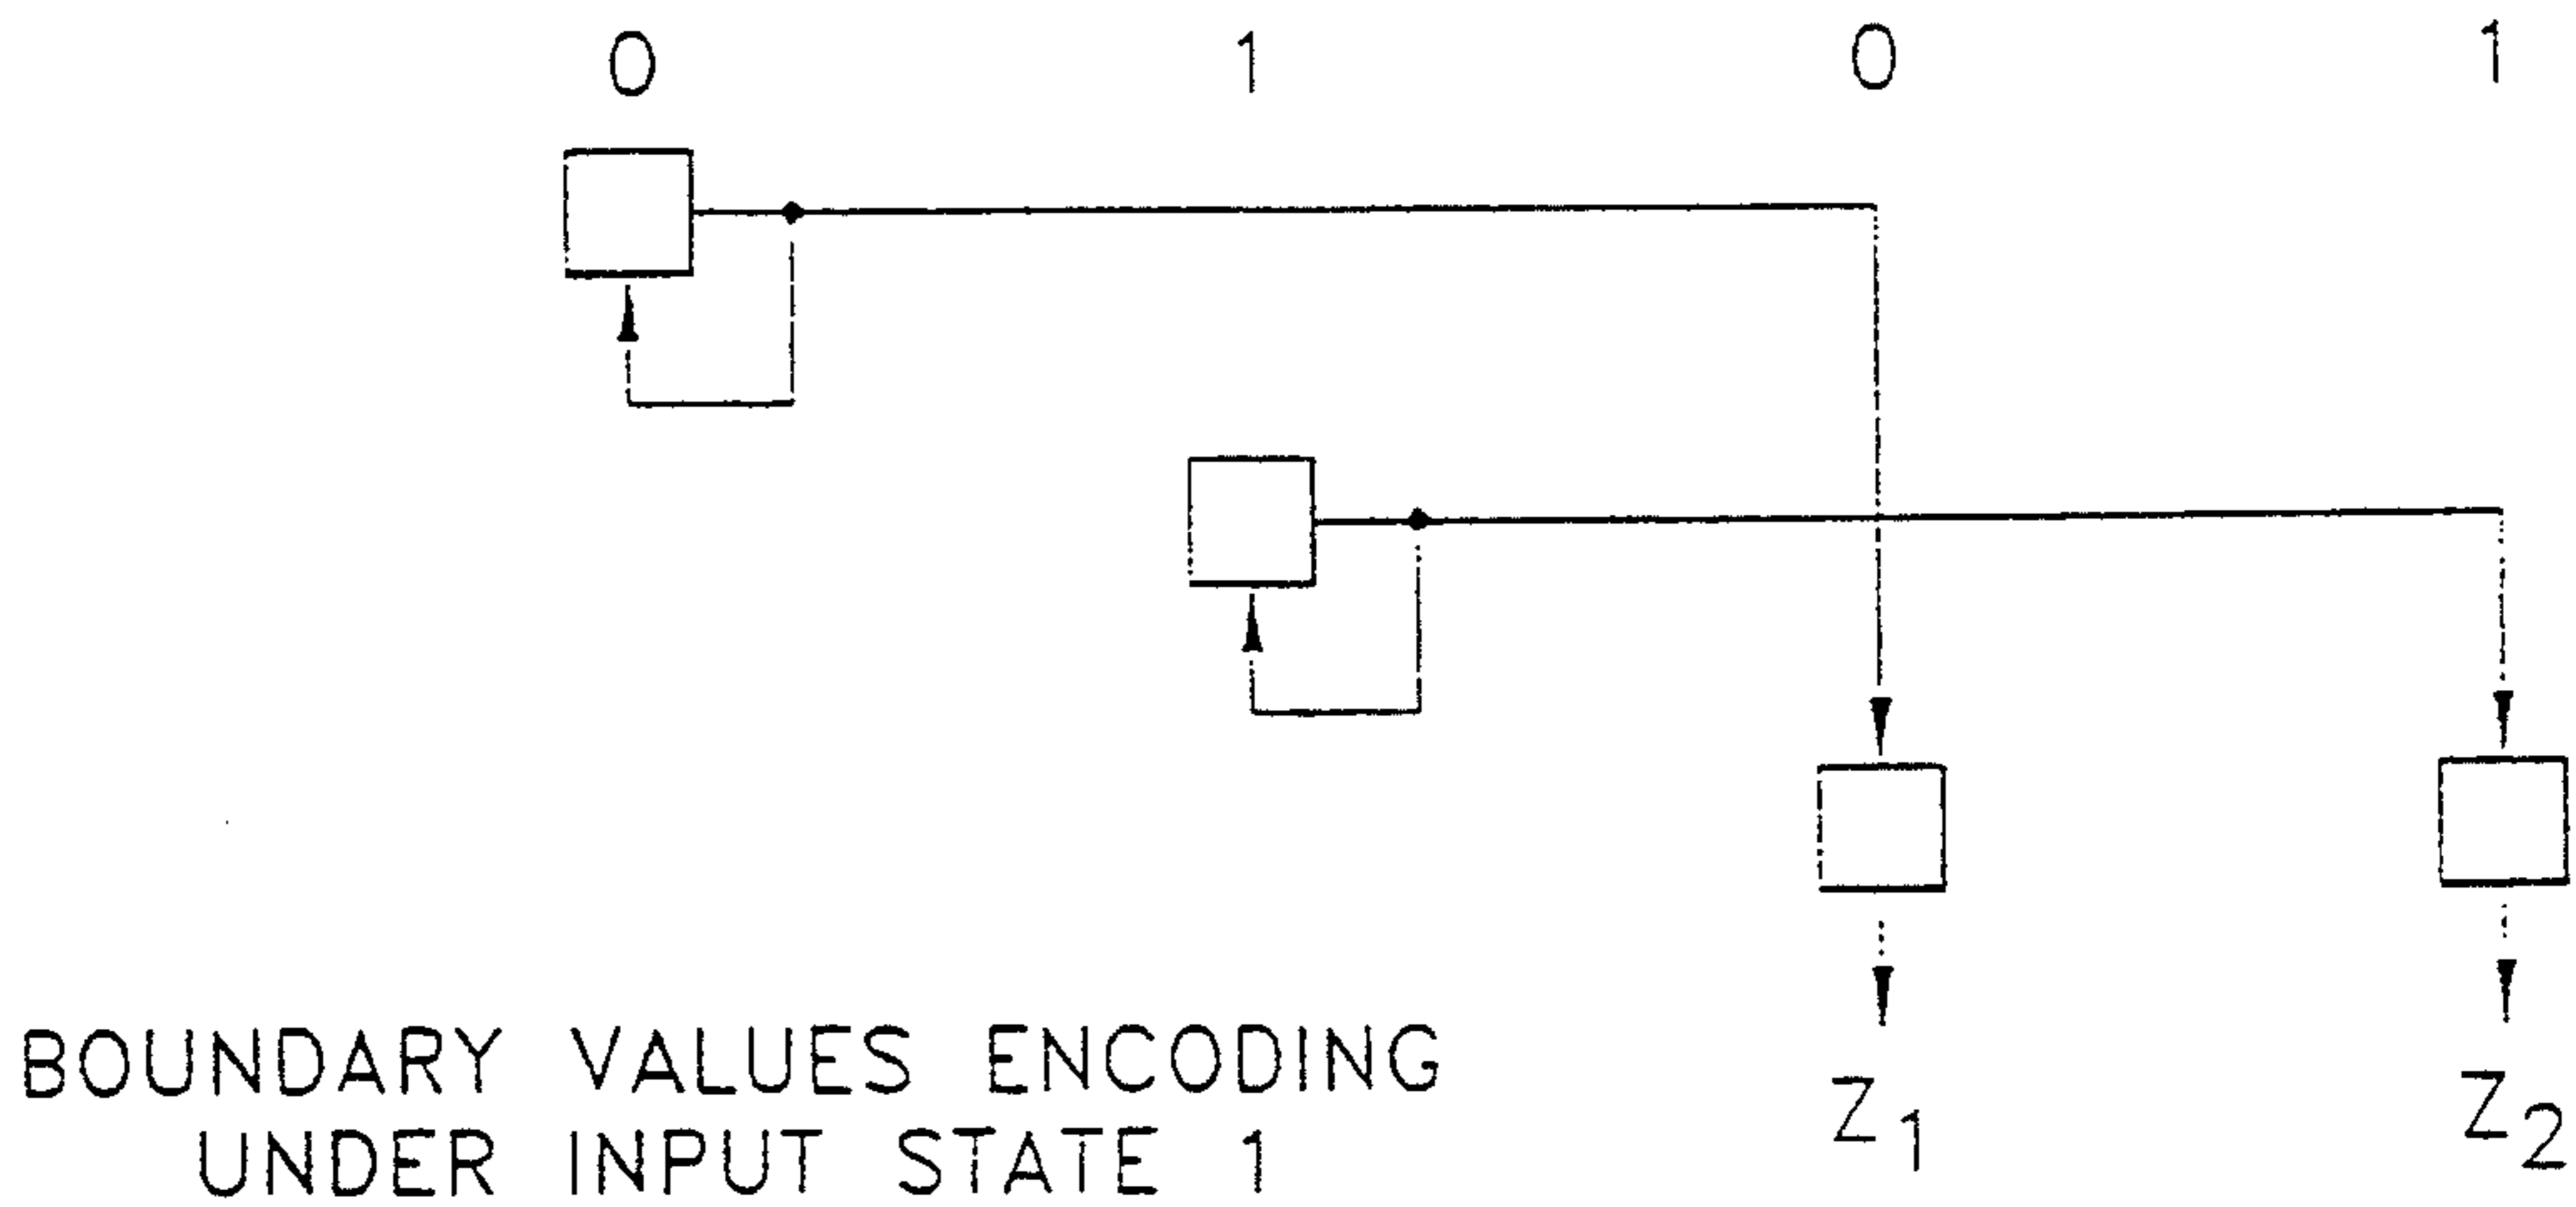 0 1 0 1
BOUNDARY VALUES ENCODING
UNDER INPUT STATE 1
Z1 Z2